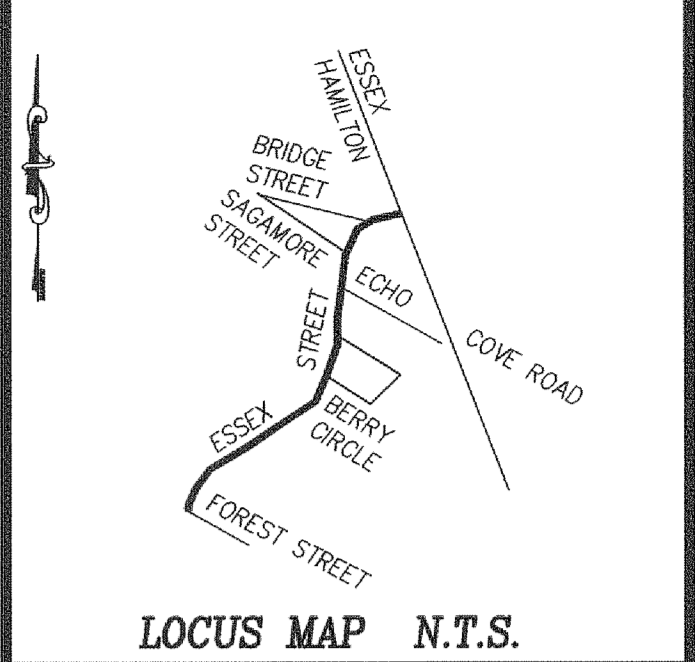 ESSEX
HAMILTON
BRIDGE
STREET
SAGAMORE
STREET
ECHO COVE ROAD
ESSEX STREET
BERRY
CIRCLE
FOREST STREET
LOCUS MAP N.T.S.